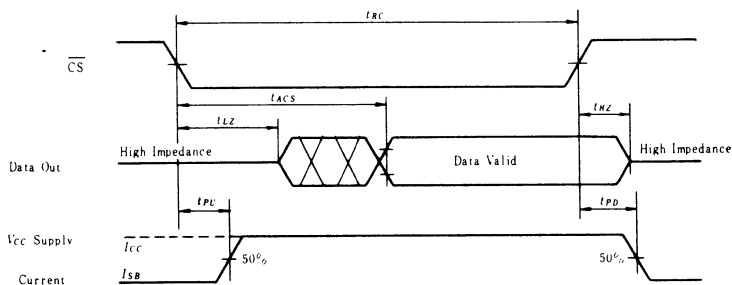 tRC
CS
tACS
tLZ
tHZ
High Impedance
Data Valid
High Impedance
Data Out
tPU
tPD
Vcc Supply
Icc
50%
50%
Current
ISB